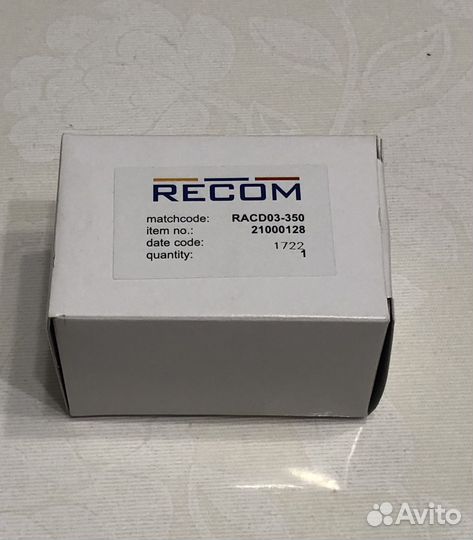 RECOM
matchcode: RACD03-350
item no.: 21000128
date code: 1722
quantity: 1
Avito